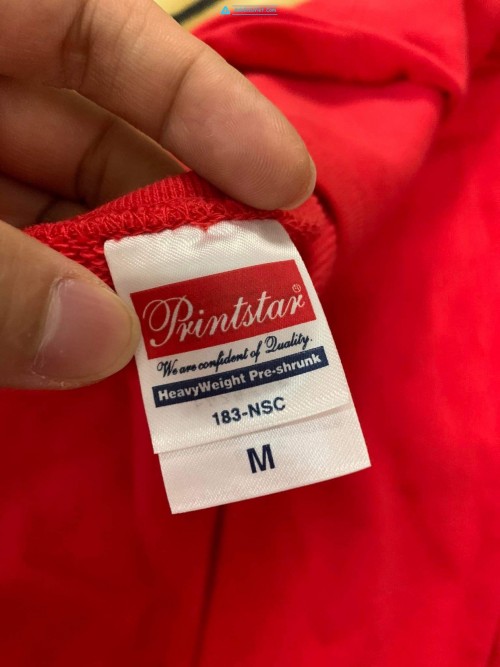 Printstar®
We are confident of Quality.
HeavyWeight Pre-shrunk
183-NSC
M